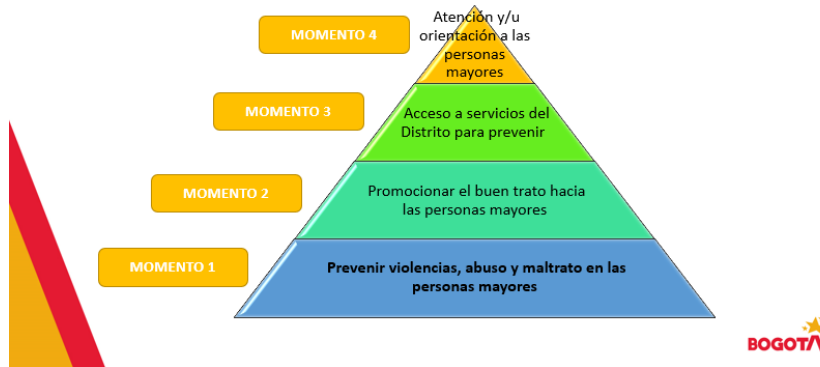 MOMENTO 4
Atención y/u
orientación a las
personas
mayores
MOMENTO 3
Acceso a servicios del
Distrito para prevenir
MOMENTO 2
Promocionar el buen trato hacia
las personas mayores
MOMENTO 1
Prevenir violencias, abuso y maltrato en las
personas mayores
BOGOTÁ